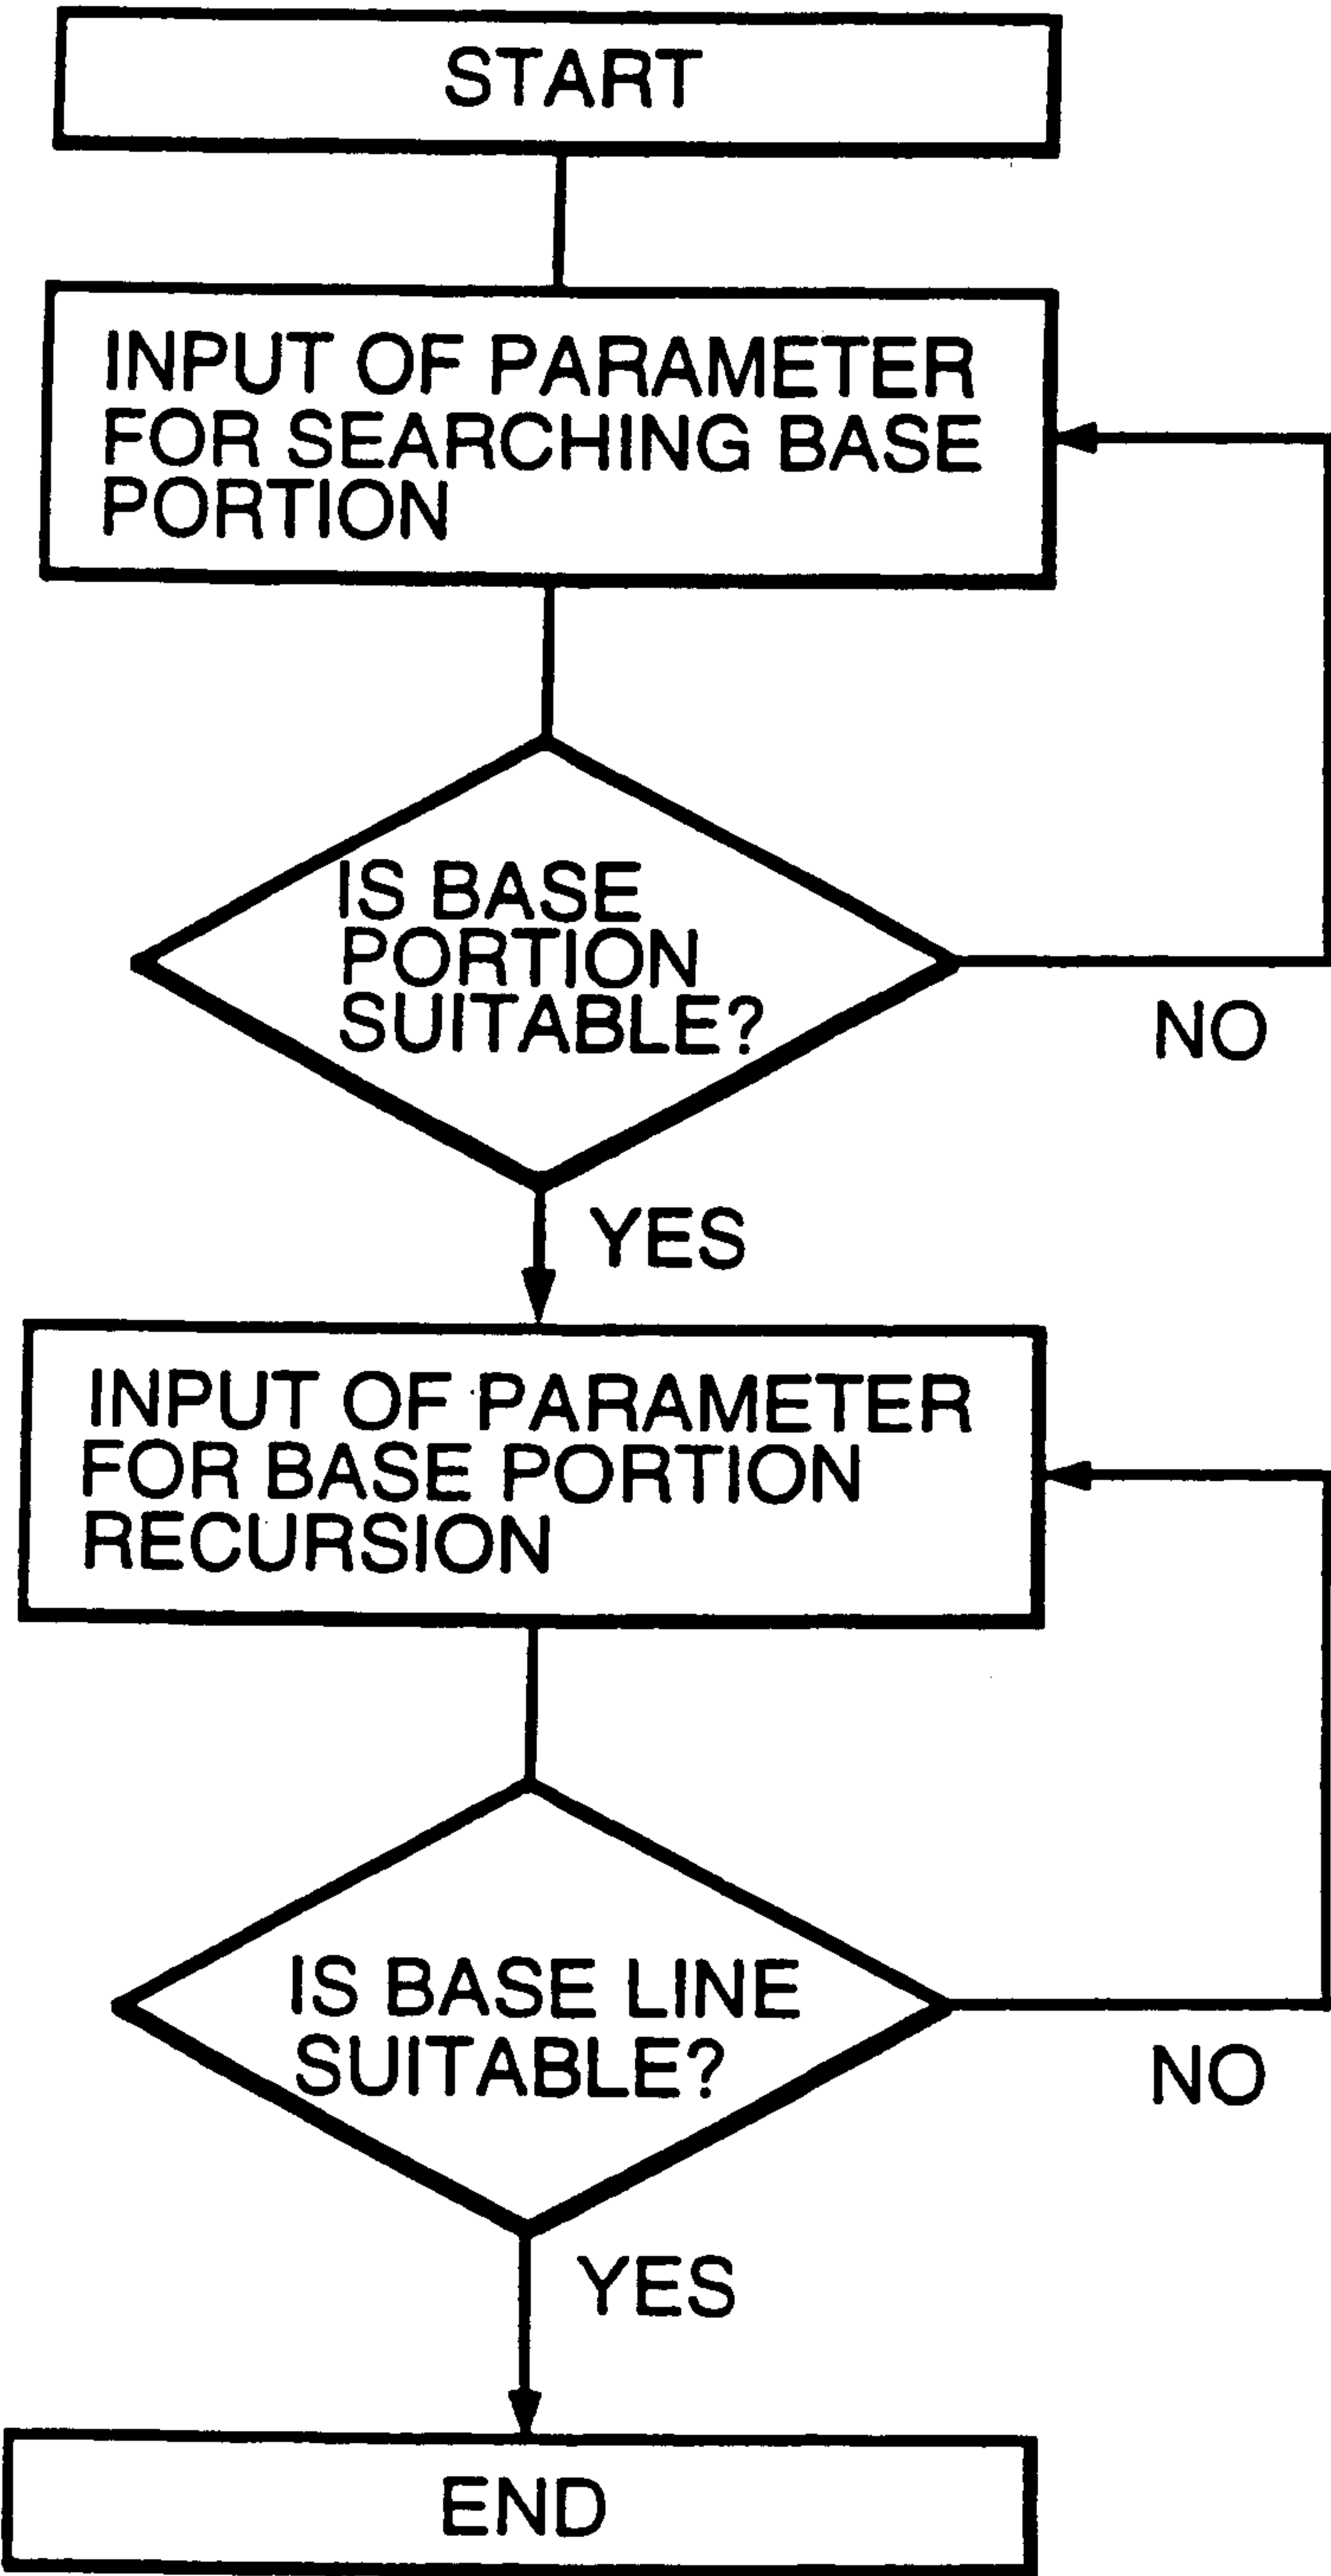 START
INPUT OF PARAMETER
FOR SEARCHING BASE
PORTION
IS BASE
PORTION
SUITABLE?
NO
YES
INPUT OF PARAMETER
FOR BASE PORTION
RECURSION
IS BASE LINE
SUITABLE?
NO
YES
END